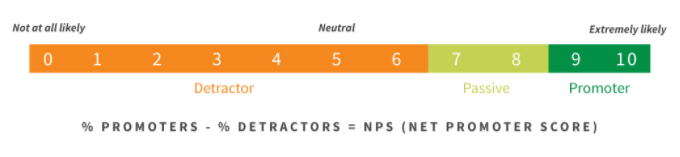 Not at all likely Neutral Extremely likely
0 1 2 3 4 5 6 7 8 9 10
Detractor Passive Promoter
% PROMOTERS - % DETRACTORS = NPS (NET PROMOTER SCORE)